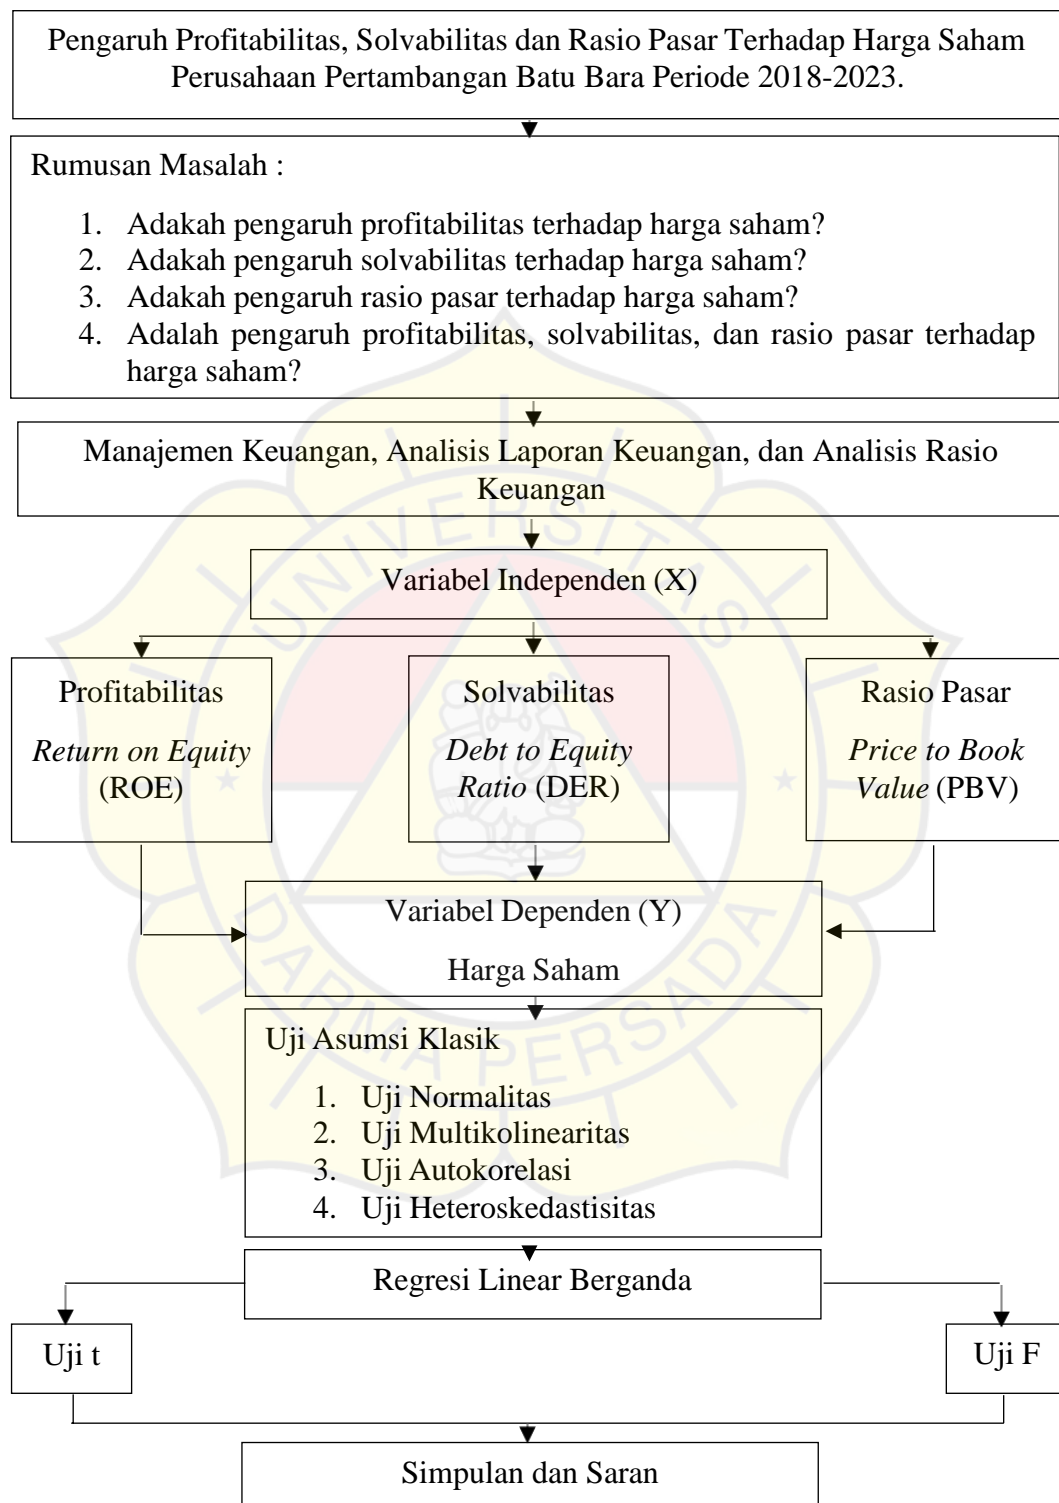 Pengaruh Profitabilitas, Solvabilitas dan Rasio Pasar Terhadap Harga Saham
Perusahaan Pertambangan Batu Bara Periode 2018-2023.
Rumusan Masalah :
1. Adakah pengaruh profitabilitas terhadap harga saham?
2. Adakah pengaruh solvabilitas terhadap harga saham?
3. Adakah pengaruh rasio pasar terhadap harga saham?
4. Adalah pengaruh profitabilitas, solvabilitas, dan rasio pasar terhadap
harga saham?
Manajemen Keuangan, Analisis Laporan Keuangan, dan Analisis Rasio
Keuangan
UNIVERSITAS
Variabel Independen (X)
Profitabilitas
Return on Equity
(ROE)
Solvabilitas
Debt to Equity
Ratio (DER)
Rasio Pasar
Price to Book
Value (PBV)
Variabel Dependen (Y)
Harga Saham
DARMA PERSADA
Uji Asumsi Klasik
1. Uji Normalitas
2. Uji Multikolinearitas
3. Uji Autokorelasi
4. Uji Heteroskedastisitas
Regresi Linear Berganda
Uji t
Uji F
Simpulan dan Saran